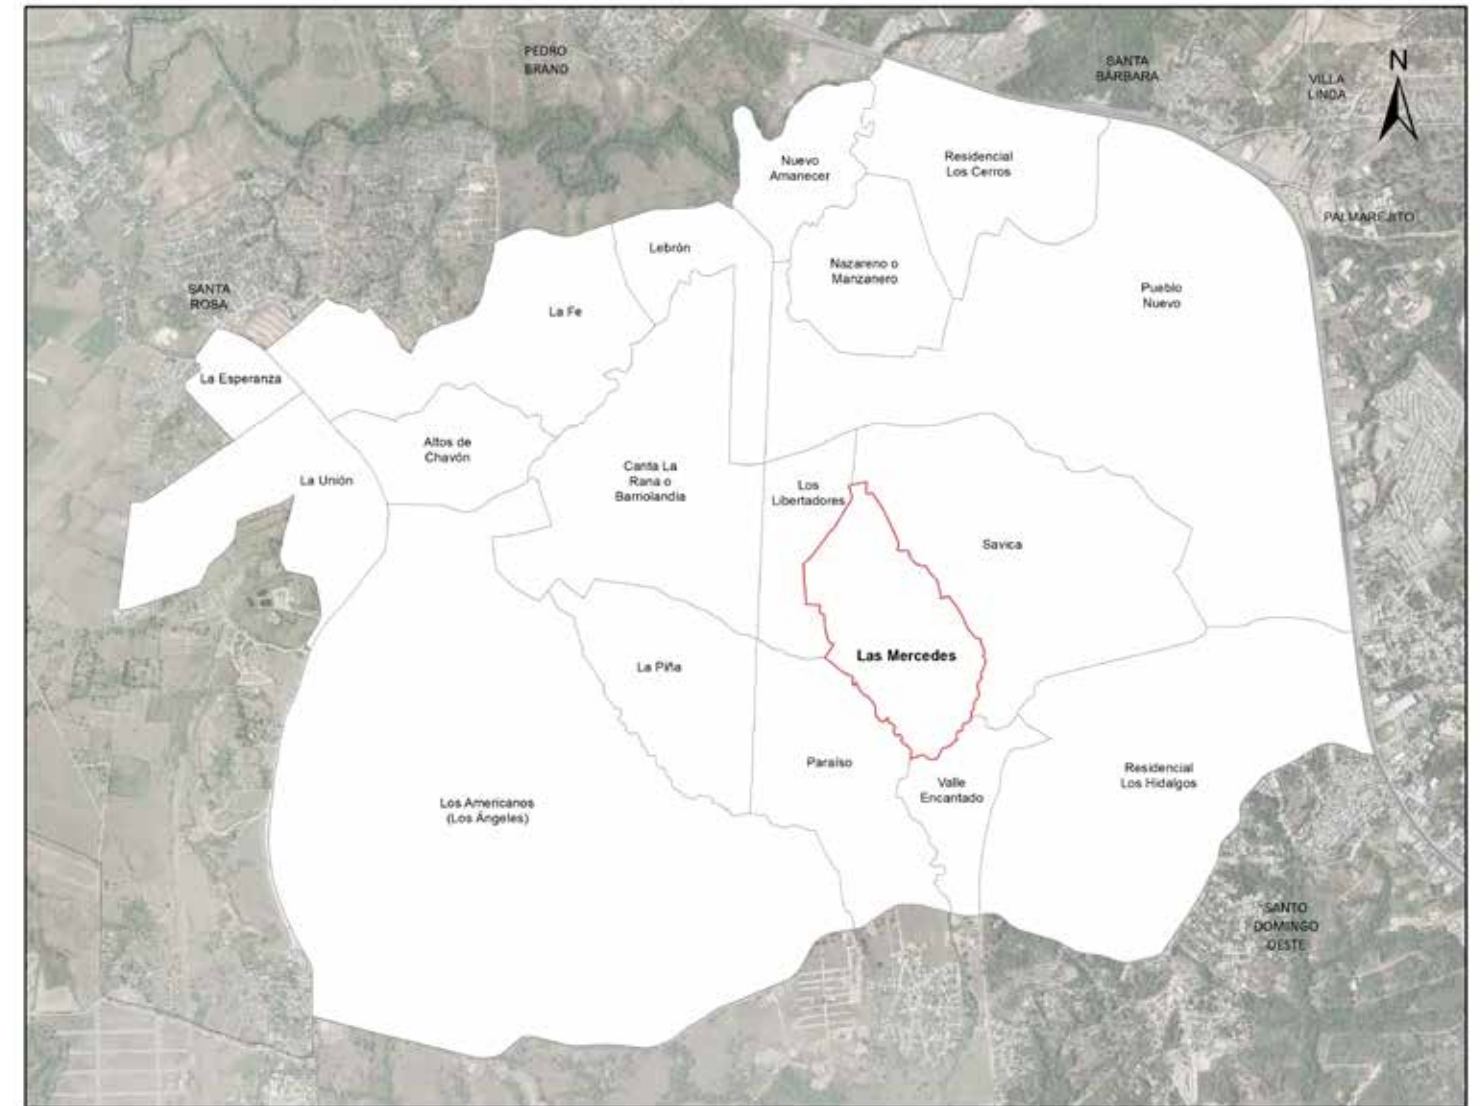 PEDRO
BRAND
SANTA
BÁRBARA
VILLA
LINDA
N
Nuevo
Amanecer
Residencial
Los Cerros
PALMAREJITO
Lebrón
Nazareno o
Manzanero
SANTA
ROSA
La Fe
Pueblo
Nuevo
La Esperanza
Altos de
Chavón
La Unión
Canta La
Rana o
Barriolandia
Los
Libertadores
Savica
Las Mercedes
La Piña
Paraíso
Valle
Encantado
Residencial
Los Hidalgos
Los Americanos
(Los Ángeles)
SANTO
DOMINGO
OESTE